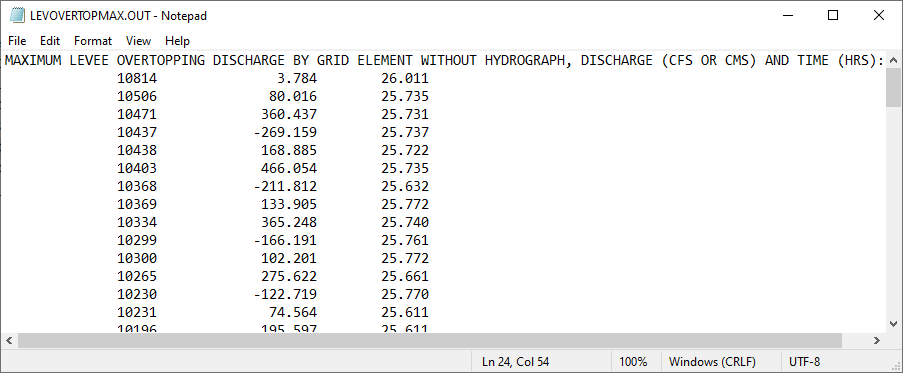 LEVOVERTOPMAX.OUT - Notepad
File Edit Format View Help
MAXIMUM LEVEE OVERTOPPING DISCHARGE BY GRID ELEMENT WITHOUT HYDROGRAPH, DISCHARGE (CFS OR CMS) AND TIME (HRS):
10814 3.784 26.011
10506 80.016 25.735
10471 360.437 25.731
10437 -269.159 25.737
10438 168.885 25.722
10403 466.054 25.735
10368 -211.812 25.632
10369 133.905 25.772
10334 365.248 25.740
10299 -166.191 25.761
10300 102.201 25.772
10265 275.622 25.661
10230 -122.719 25.770
10231 74.564 25.611
10196 195.597 25.611
Ln 24, Col 54 100% Windows (CRLF) UTF-8